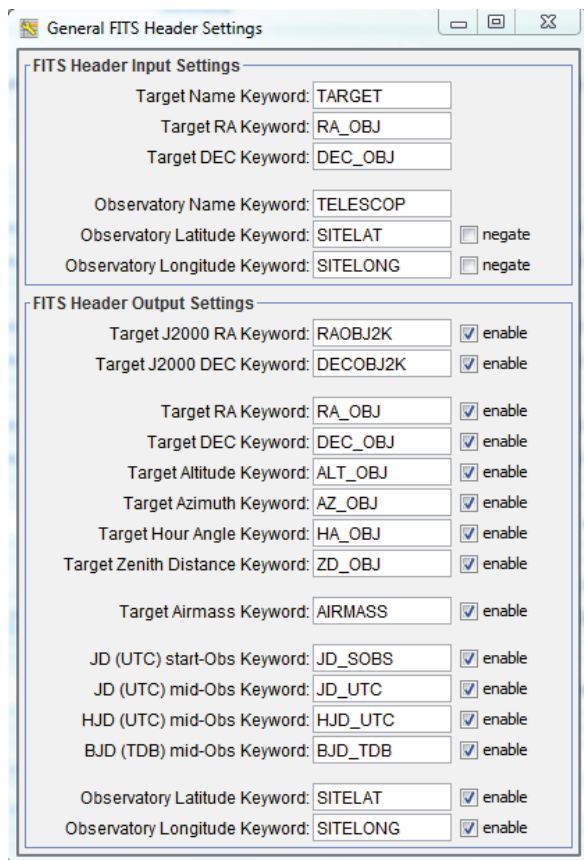 General FITS Header Settings
FITS Header Input Settings
Target Name Keyword: TARGET
Target RA Keyword: RA_OBJ
Target DEC Keyword: DEC_OBJ
Observatory Name Keyword: TELESCOP
Observatory Latitude Keyword: SITELAT negate
Observatory Longitude Keyword: SITELONG negate
FITS Header Output Settings
Target J2000 RA Keyword: RAOBJ2K enable
Target J2000 DEC Keyword: DECOBJ2K enable
Target RA Keyword: RA_OBJ enable
Target DEC Keyword: DEC_OBJ enable
Target Altitude Keyword: ALT_OBJ enable
Target Azimuth Keyword: AZ_OBJ enable
Target Hour Angle Keyword: HA_OBJ enable
Target Zenith Distance Keyword: ZD_OBJ enable
Target Airmass Keyword: AIRMASS enable
JD (UTC) start-Obs Keyword: JD_SOBS enable
JD (UTC) mid-Obs Keyword: JD_UTC enable
HJD (UTC) mid-Obs Keyword: HJD_UTC enable
BJD (TDB) mid-Obs Keyword: BJD_TDB enable
Observatory Latitude Keyword: SITELAT enable
Observatory Longitude Keyword: SITELONG enable